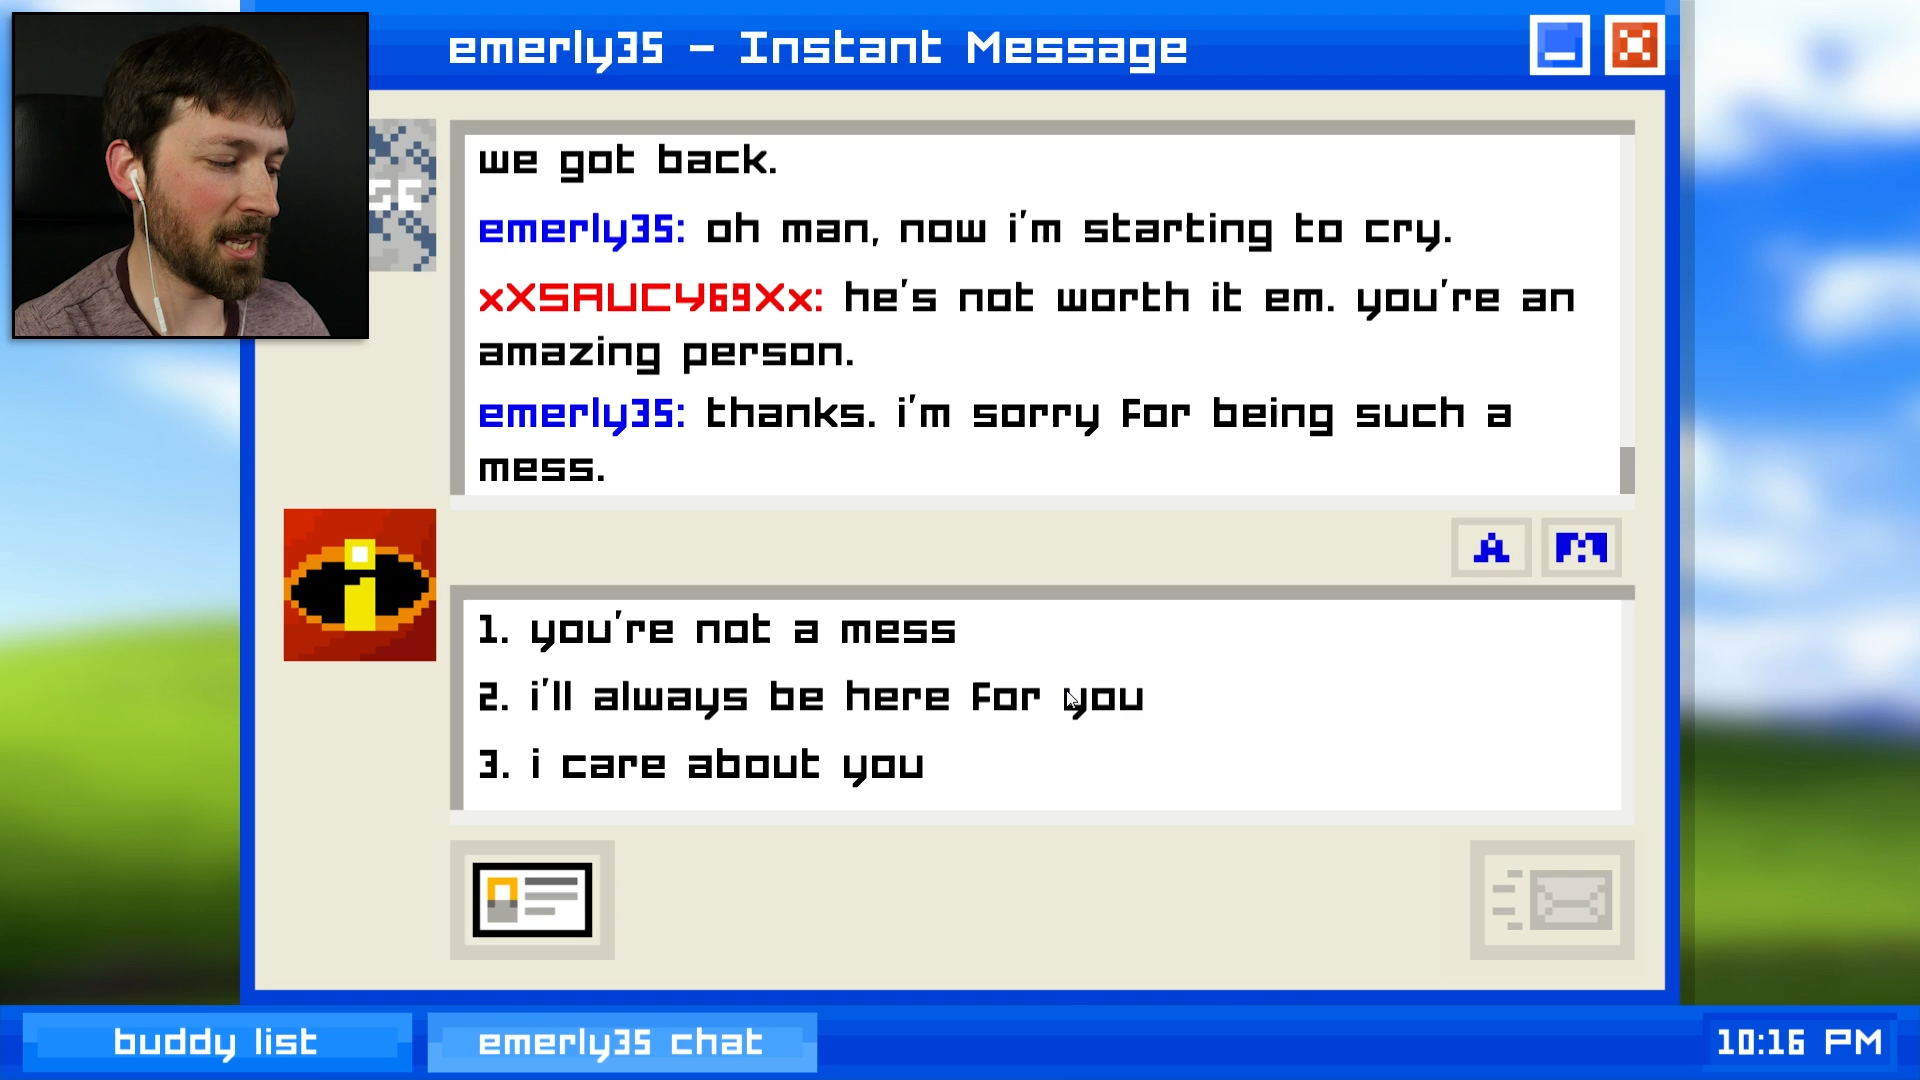 emerly35 - Instant Message
we got back.
emerly35: oh man, now i'm starting to cry.
xXSAUCY69Xx: he's not worth it em. you're an
amazing person.
emerly35: thanks. i'm sorry for being such a
mess.
A
1. you're not a mess
2. i'll always be here for you
3. i care about you
buddy list
emerly35 chat
10:16 PM